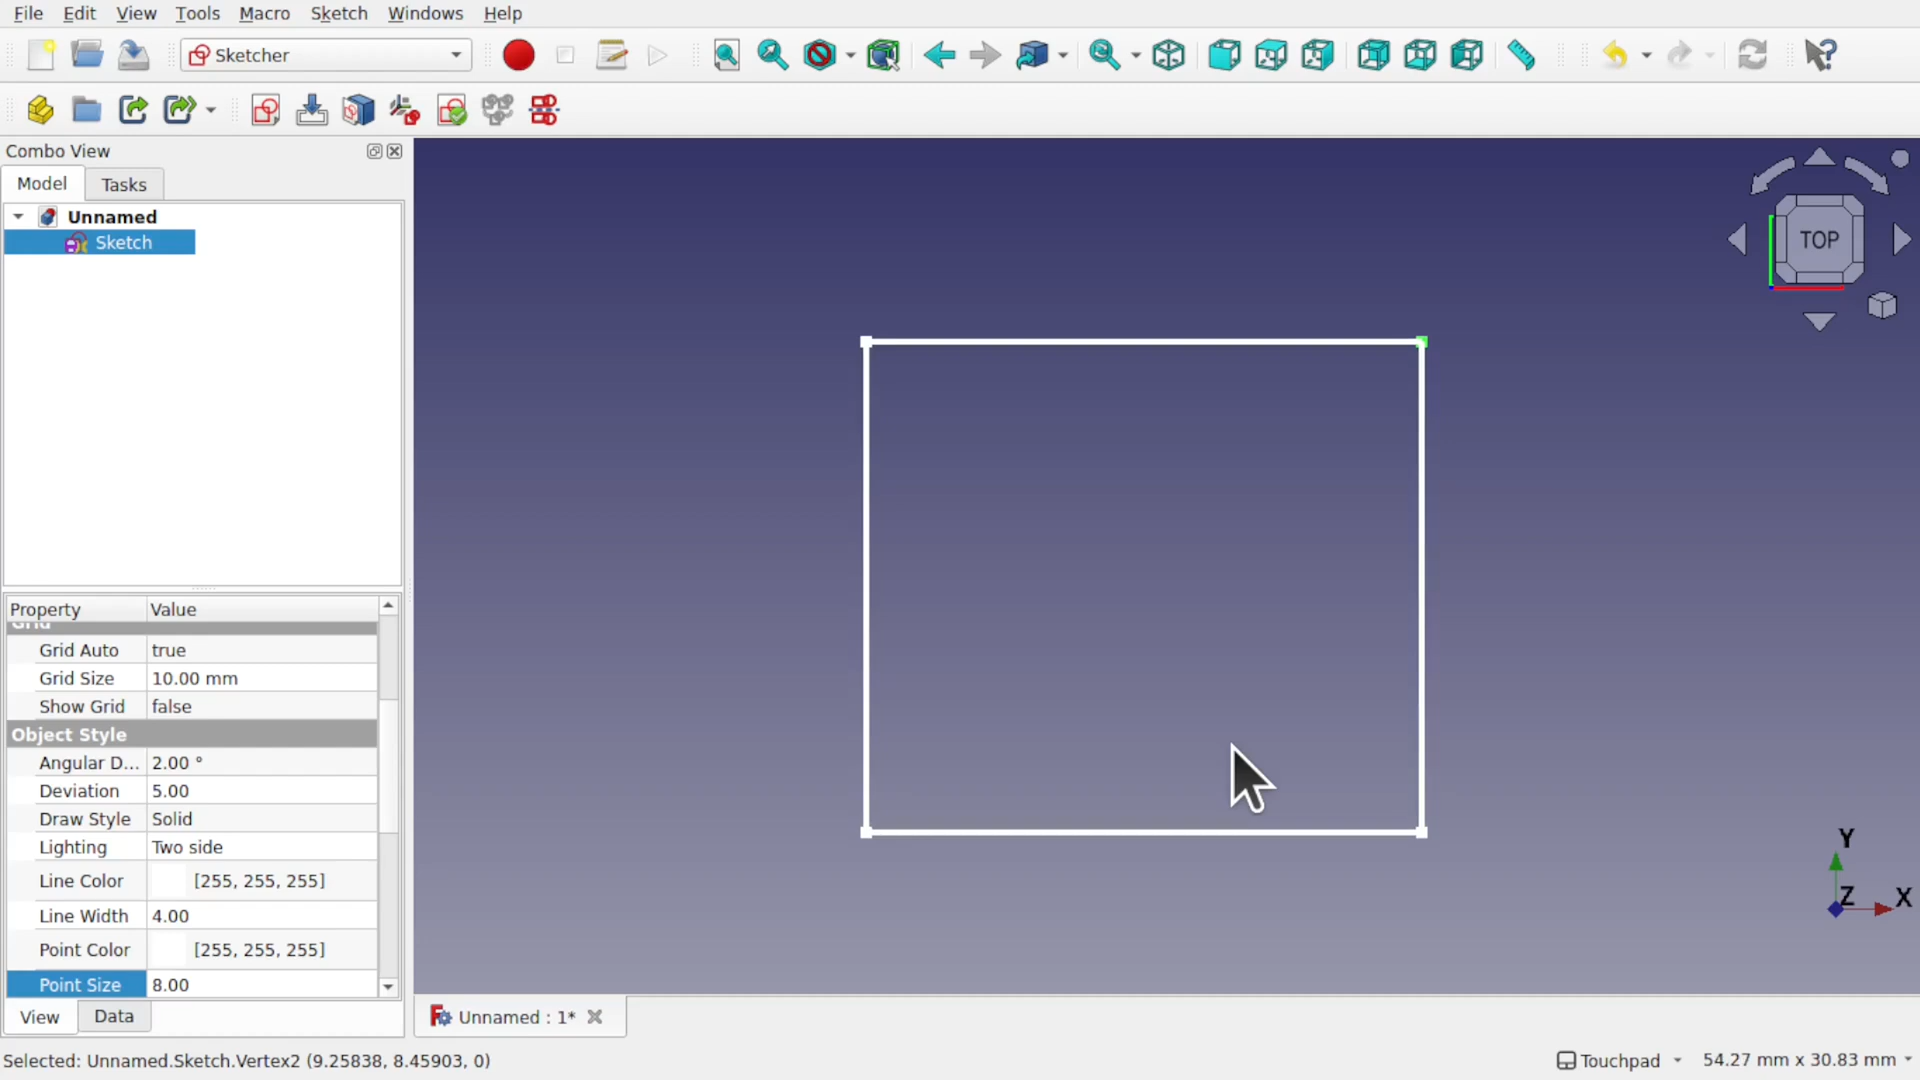 File Edit View Tools Macro Sketch Windows Help
Sketcher
Combo View
Model Tasks
Unnamed
Sketch
TOP
Property Value
Grid
Grid Auto true
Grid Size 10.00 mm
Show Grid false
Object Style
Angular D... 2.00 °
Deviation 5.00
Draw Style Solid
Lighting Two side
Line Color [255, 255, 255]
Line Width 4.00
Point Color [255, 255, 255]
Point Size 8.00
Y
Z X
View Data
Unnamed : 1*
Selected: Unnamed.Sketch.Vertex2 (9.25838, 8.45903, 0)
Touchpad 54.27 mm x 30.83 mm